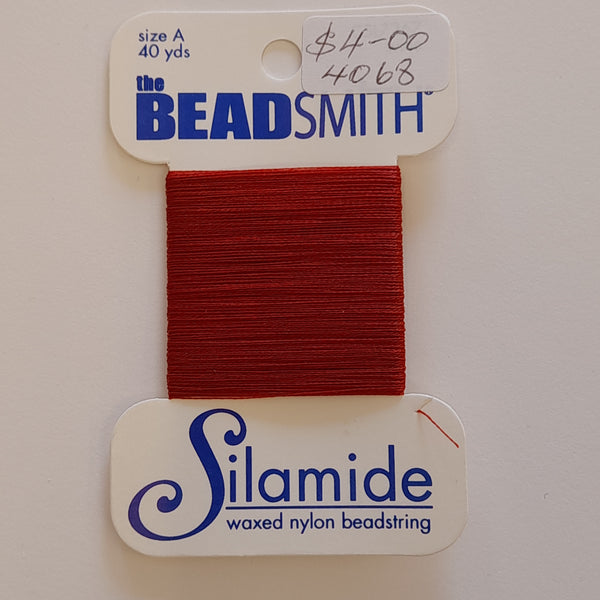 size A
40 yds
$4-00
4068
the
BEADSMITH®
Silamide
waxed nylon beadstring